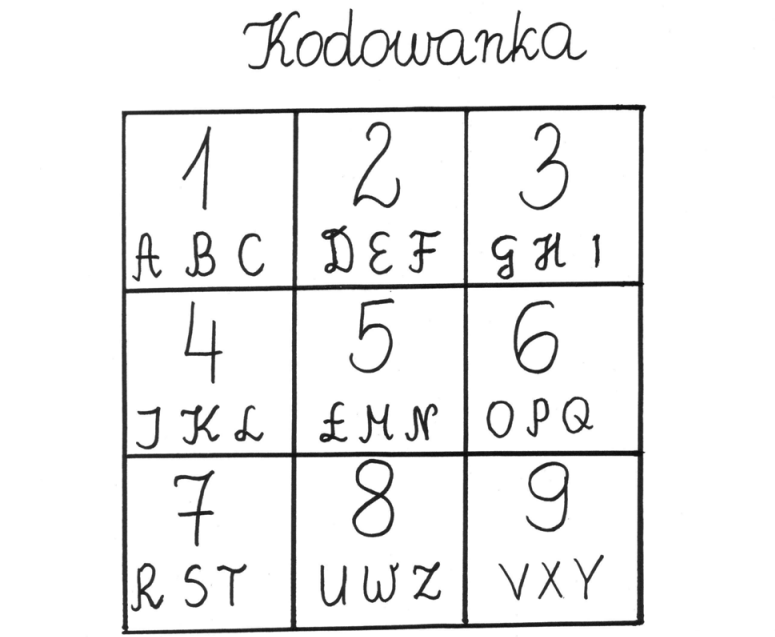 Kodowanka
1 2 3
A B C D E F G H I
4 5 6
J K L Ł M N O P Q
7 8 9
R S T U W Z V X Y